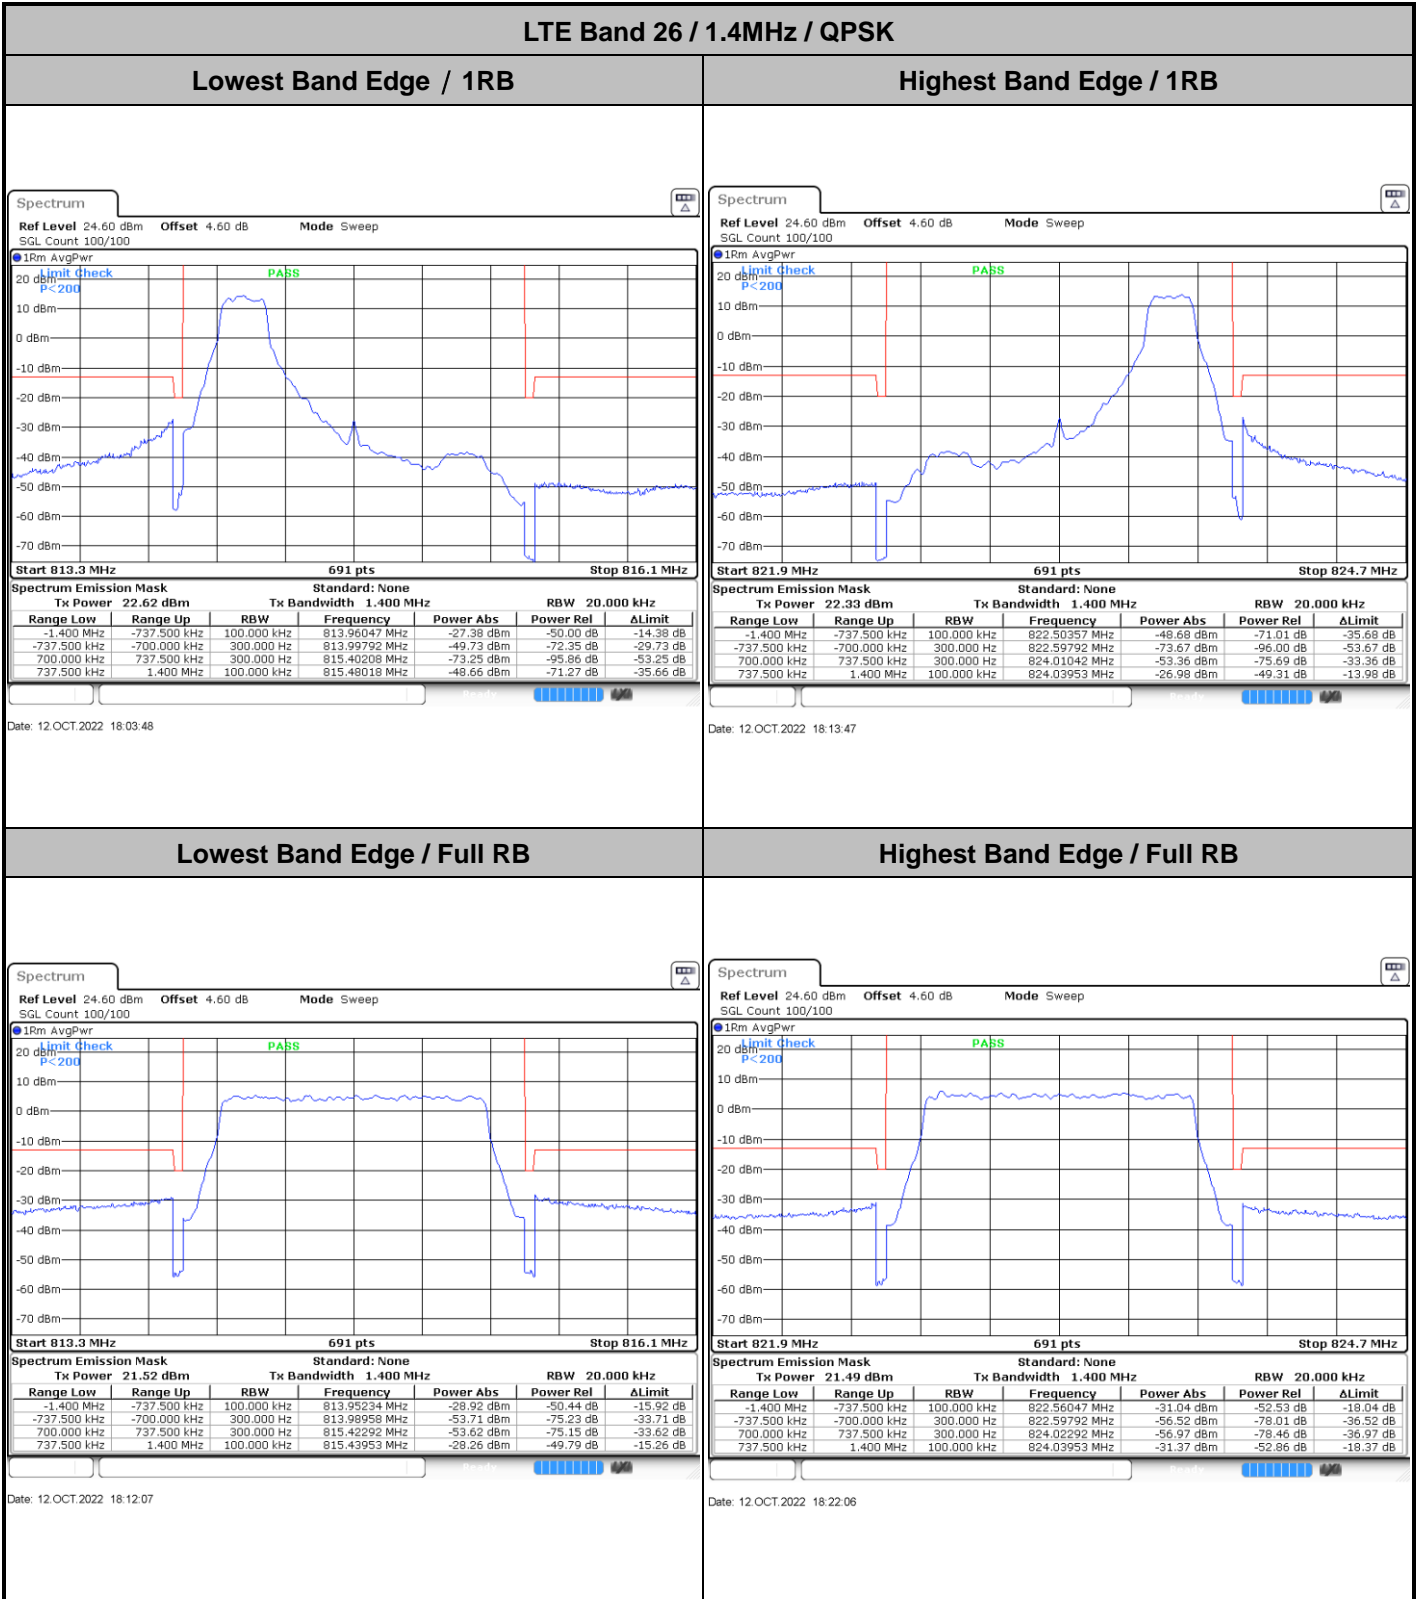 LTE Band 26 / 1.4MHz / QPSK
Lowest Band Edge / 1RB
Highest Band Edge / 1RB
Spectrum
Ref Level 24.60 dBm Offset 4.60 dB Mode Sweep
SGL Count 100/100
1Rm AvgPwr
Limit Check PASS
P<200
20 dBm
10 dBm
0 dBm
-10 dBm
-20 dBm
-30 dBm
-40 dBm
-50 dBm
-60 dBm
-70 dBm
Start 813.3 MHz 691 pts Stop 816.1 MHz
Spectrum Emission Mask Standard: None
Tx Power 22.62 dBm Tx Bandwidth 1.400 MHz RBW 20.000 kHz
Range Low Range Up RBW Frequency Power Abs Power Rel ΔLimit
-1.400 MHz -737.500 kHz 100.000 kHz 813.96047 MHz -27.38 dBm -50.00 dB -14.38 dB
-737.500 kHz -700.000 kHz 300.000 Hz 813.99792 MHz -49.73 dBm -72.35 dB -29.73 dB
700.000 kHz 737.500 kHz 300.000 Hz 815.40208 MHz -73.25 dBm -95.86 dB -53.25 dB
737.500 kHz 1.400 MHz 100.000 kHz 815.48018 MHz -48.66 dBm -71.27 dB -35.66 dB
Ready
Date: 12.OCT.2022 18:03:48
Spectrum
Ref Level 24.60 dBm Offset 4.60 dB Mode Sweep
SGL Count 100/100
1Rm AvgPwr
Limit Check PASS
P<200
20 dBm
10 dBm
0 dBm
-10 dBm
-20 dBm
-30 dBm
-40 dBm
-50 dBm
-60 dBm
-70 dBm
Start 821.9 MHz 691 pts Stop 824.7 MHz
Spectrum Emission Mask Standard: None
Tx Power 22.33 dBm Tx Bandwidth 1.400 MHz RBW 20.000 kHz
Range Low Range Up RBW Frequency Power Abs Power Rel ΔLimit
-1.400 MHz -737.500 kHz 100.000 kHz 822.50357 MHz -48.68 dBm -71.01 dB -35.68 dB
-737.500 kHz -700.000 kHz 300.000 Hz 822.59792 MHz -73.67 dBm -96.00 dB -53.67 dB
700.000 kHz 737.500 kHz 300.000 Hz 824.01042 MHz -53.36 dBm -75.69 dB -33.36 dB
737.500 kHz 1.400 MHz 100.000 kHz 824.03953 MHz -26.98 dBm -49.31 dB -13.98 dB
Ready
Date: 12.OCT.2022 18:13:47
Lowest Band Edge / Full RB
Highest Band Edge / Full RB
Spectrum
Ref Level 24.60 dBm Offset 4.60 dB Mode Sweep
SGL Count 100/100
1Rm AvgPwr
Limit Check PASS
P<200
20 dBm
10 dBm
0 dBm
-10 dBm
-20 dBm
-30 dBm
-40 dBm
-50 dBm
-60 dBm
-70 dBm
Start 813.3 MHz 691 pts Stop 816.1 MHz
Spectrum Emission Mask Standard: None
Tx Power 21.52 dBm Tx Bandwidth 1.400 MHz RBW 20.000 kHz
Range Low Range Up RBW Frequency Power Abs Power Rel ΔLimit
-1.400 MHz -737.500 kHz 100.000 kHz 813.95234 MHz -28.92 dBm -50.44 dB -15.92 dB
-737.500 kHz -700.000 kHz 300.000 Hz 813.98958 MHz -53.71 dBm -75.23 dB -33.71 dB
700.000 kHz 737.500 kHz 300.000 Hz 815.42292 MHz -53.62 dBm -75.15 dB -33.62 dB
737.500 kHz 1.400 MHz 100.000 kHz 815.43953 MHz -28.26 dBm -49.79 dB -15.26 dB
Ready
Date: 12.OCT.2022 18:12:07
Spectrum
Ref Level 24.60 dBm Offset 4.60 dB Mode Sweep
SGL Count 100/100
1Rm AvgPwr
Limit Check PASS
P<200
20 dBm
10 dBm
0 dBm
-10 dBm
-20 dBm
-30 dBm
-40 dBm
-50 dBm
-60 dBm
-70 dBm
Start 821.9 MHz 691 pts Stop 824.7 MHz
Spectrum Emission Mask Standard: None
Tx Power 21.49 dBm Tx Bandwidth 1.400 MHz RBW 20.000 kHz
Range Low Range Up RBW Frequency Power Abs Power Rel ΔLimit
-1.400 MHz -737.500 kHz 100.000 kHz 822.56047 MHz -31.04 dBm -52.53 dB -18.04 dB
-737.500 kHz -700.000 kHz 300.000 Hz 822.59792 MHz -56.52 dBm -78.01 dB -36.52 dB
700.000 kHz 737.500 kHz 300.000 Hz 824.02292 MHz -56.97 dBm -78.46 dB -36.97 dB
737.500 kHz 1.400 MHz 100.000 kHz 824.03953 MHz -31.37 dBm -52.86 dB -18.37 dB
Ready
Date: 12.OCT.2022 18:22:06